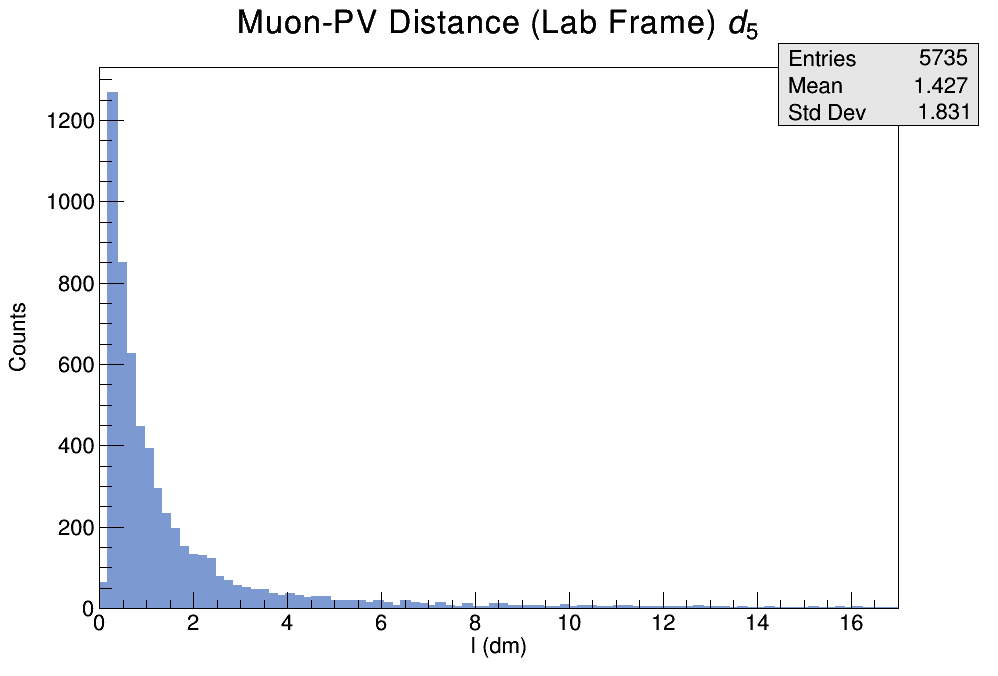 Muon-PV Distance (Lab Frame) d₅
Entries 5735
Mean 1.427
Std Dev 1.831
Counts
1200
1000
800
600
400
200
0
0 2 4 6 8 10 12 14 16
l (dm)